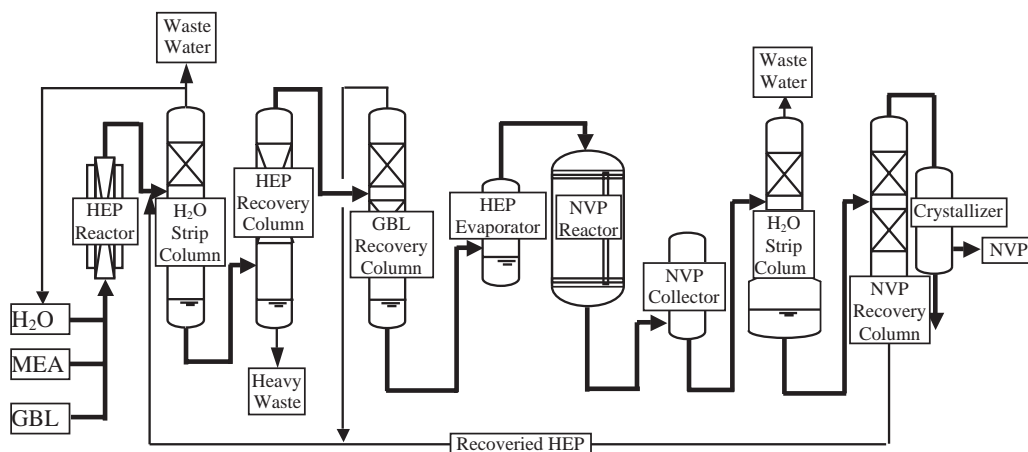 Waste
Water
HEP
Reactor
H₂O
Strip
Column
HEP
Recovery
Column
GBL
Recovery
Column
HEP
Evaporator
NVP
Reactor
NVP
Collector
Waste
Water
H₂O
Strip
Colum
NVP
Recovery
Column
Crystallizer
NVP
H₂O
MEA
GBL
Heavy
Waste
Recoveried HEP